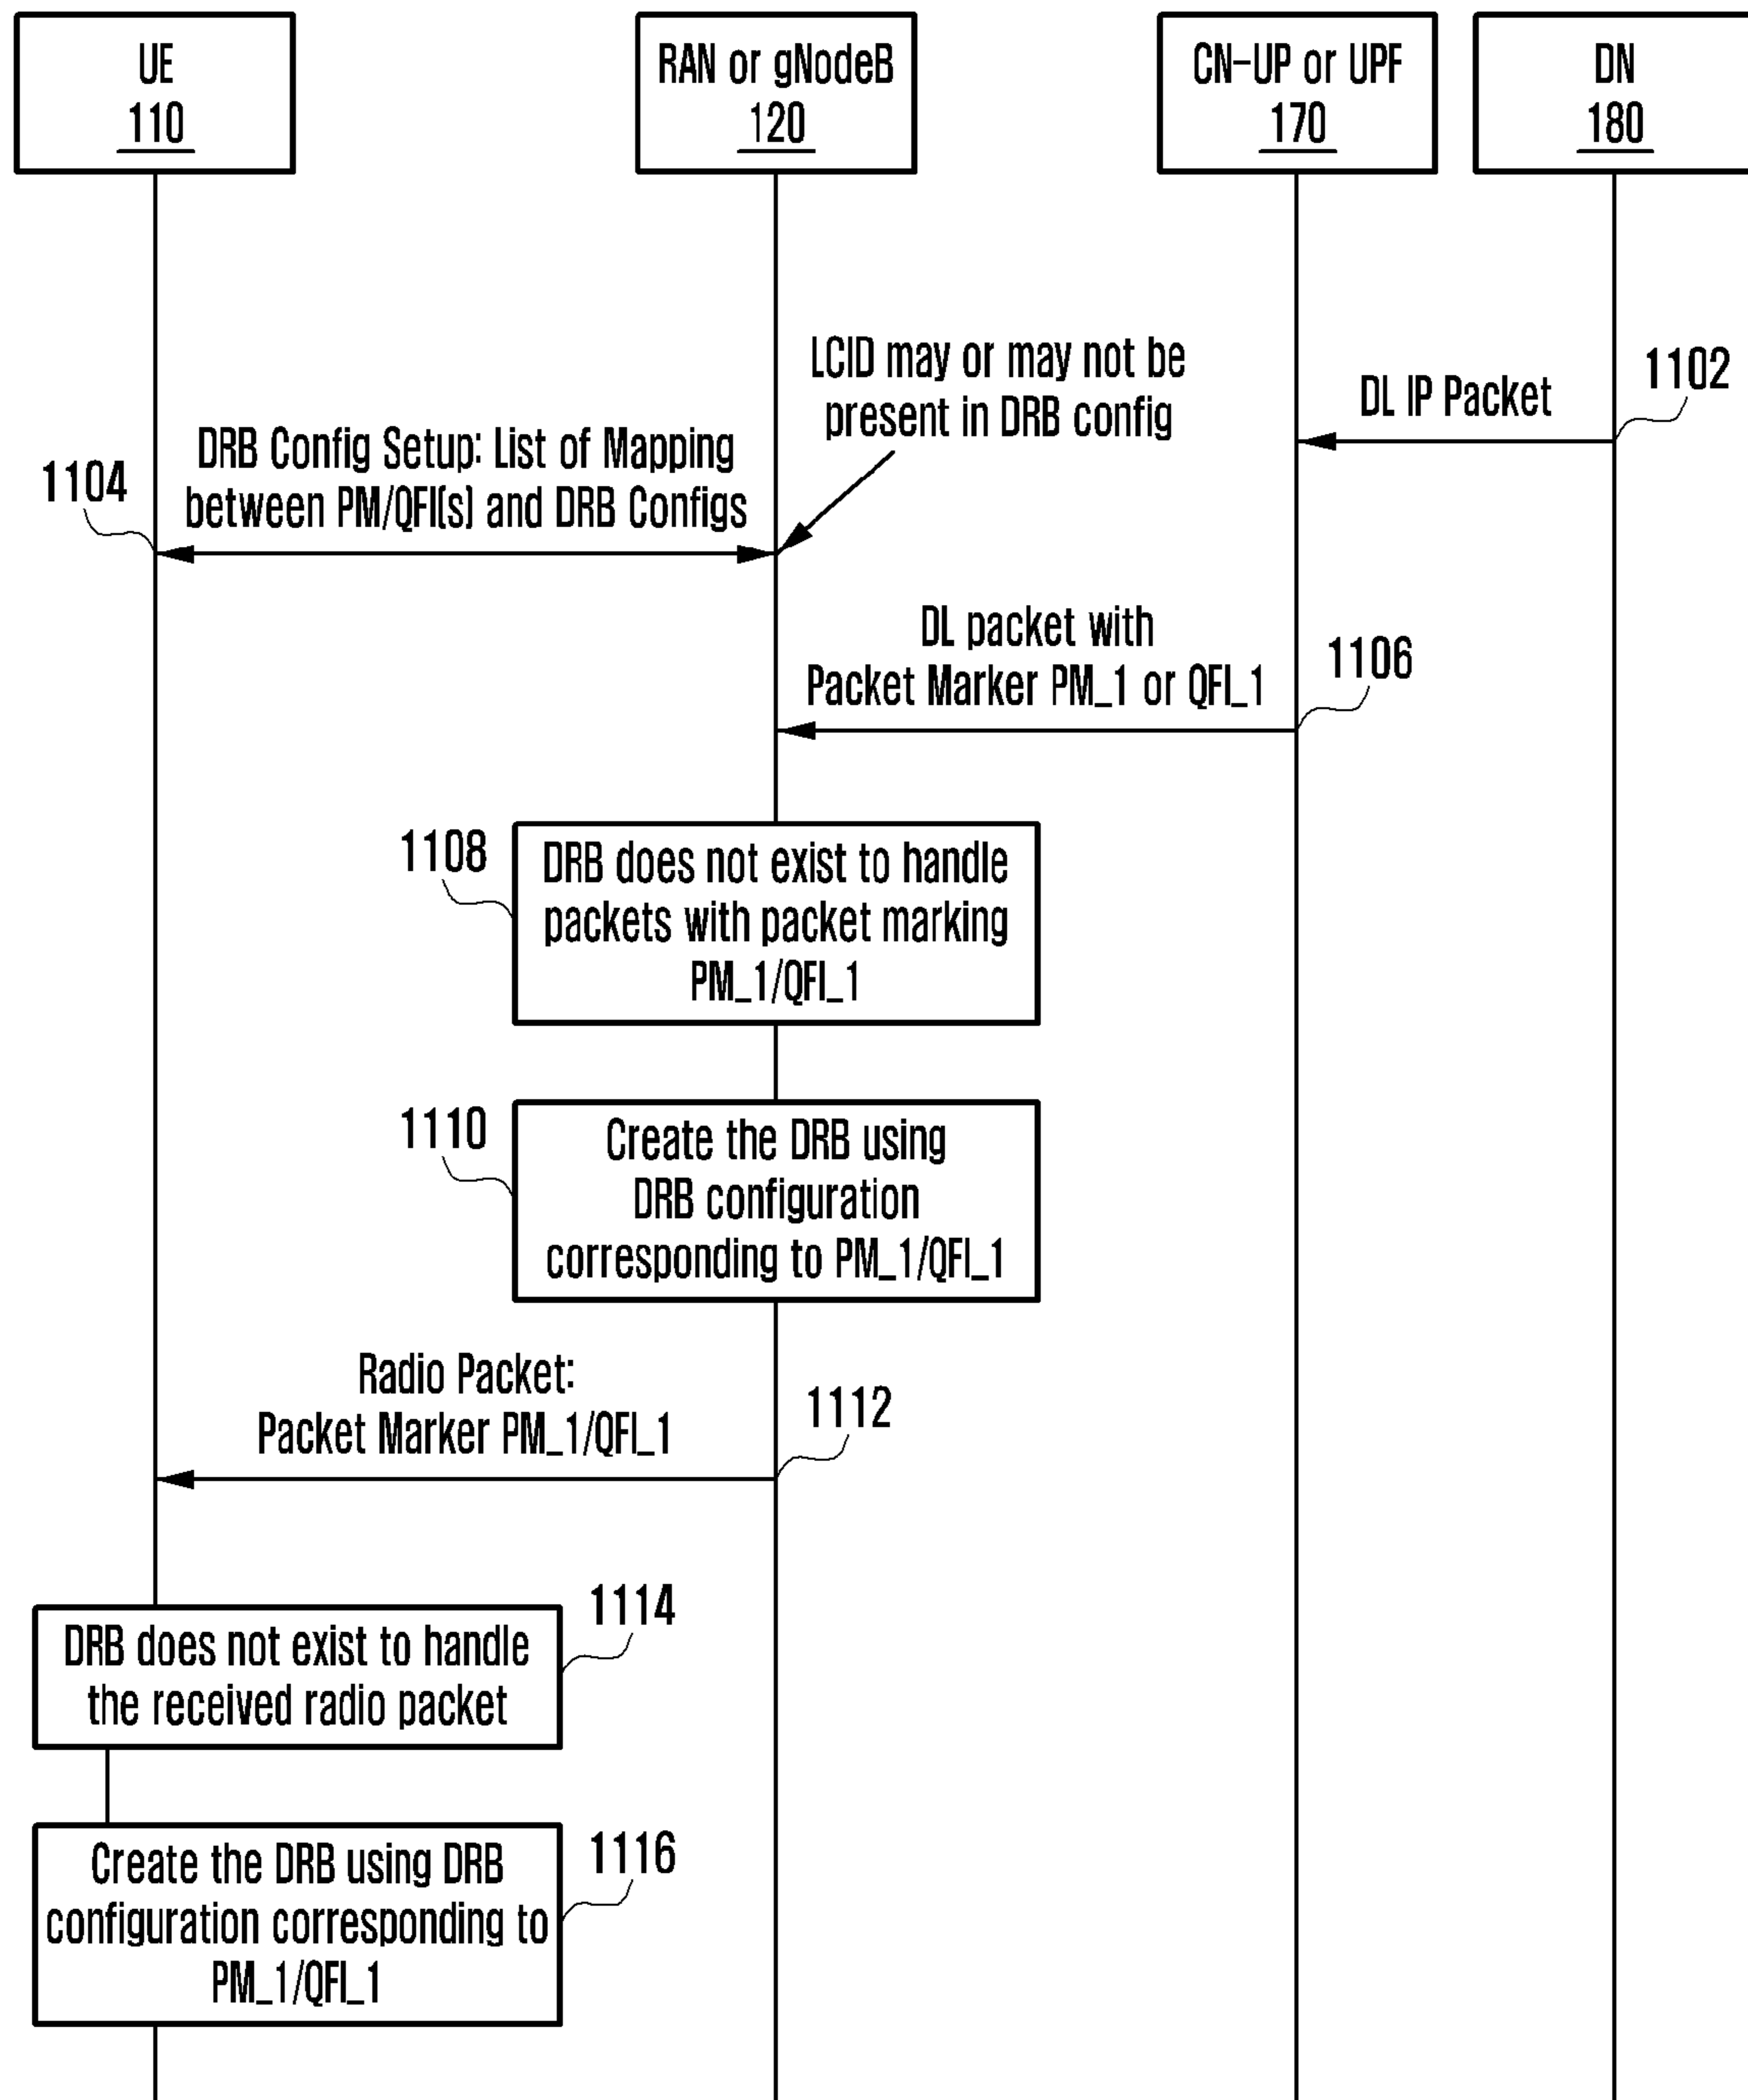 UE
110
RAN or gNodeB
120
CN-UP or UPF
170
DN
180
LCID may or may not be
present in DRB config
DL IP Packet
1102
DRB Config Setup: List of Mapping
between PM/QFI(s) and DRB Configs
1104
DL packet with
Packet Marker PM_1 or QFI_1
1106
1108
DRB does not exist to handle
packets with packet marking
PM_1/QFI_1
1110
Create the DRB using
DRB configuration
corresponding to PM_1/QFI_1
Radio Packet:
Packet Marker PM_1/QFI_1
1112
DRB does not exist to handle
the received radio packet
1114
Create the DRB using DRB
configuration corresponding to
PM_1/QFI_1
1116